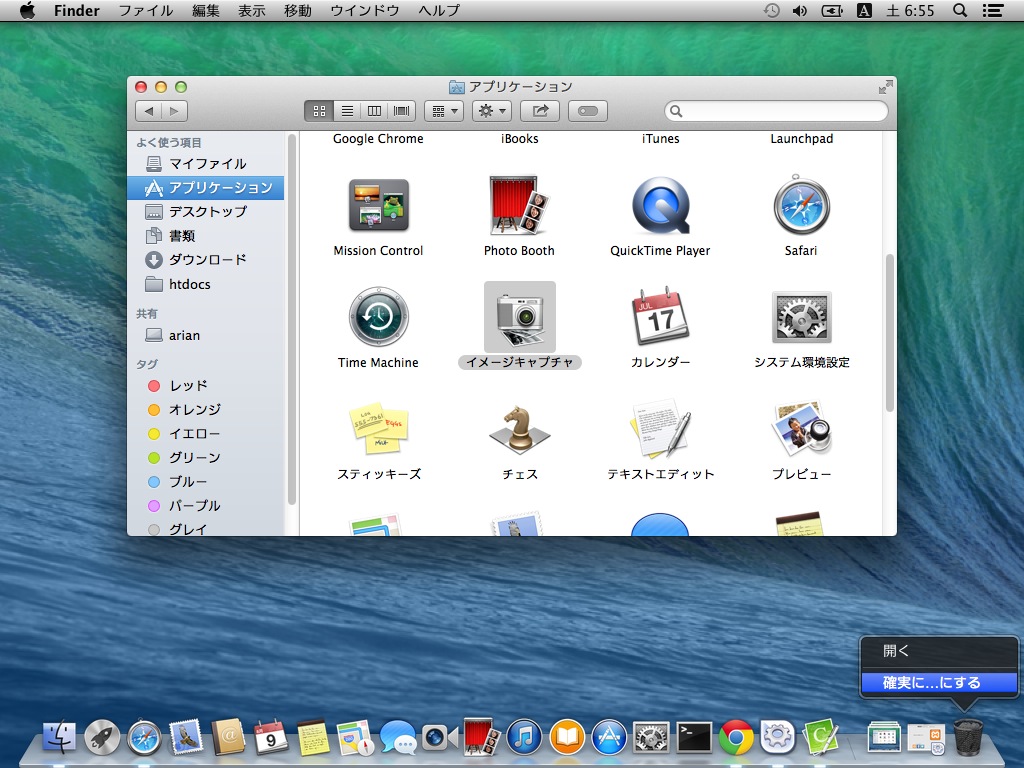 Finder ファイル 編集 表示 移動 ウインドウ ヘルプ
A 土 6:55
アプリケーション
よく使う項目
マイファイル
アプリケーション
デスクトップ
書類
ダウンロード
htdocs
共有
arian
タグ
レッド
オレンジ
イエロー
グリーン
ブルー
パープル
グレイ
Google Chrome iBooks iTunes Launchpad
Mission Control Photo Booth QuickTime Player Safari
JUL
17
Time Machine イメージキャプチャ カレンダー システム環境設定
スティッキーズ チェス テキストエディット プレビュー
開く
確実に...にする
9